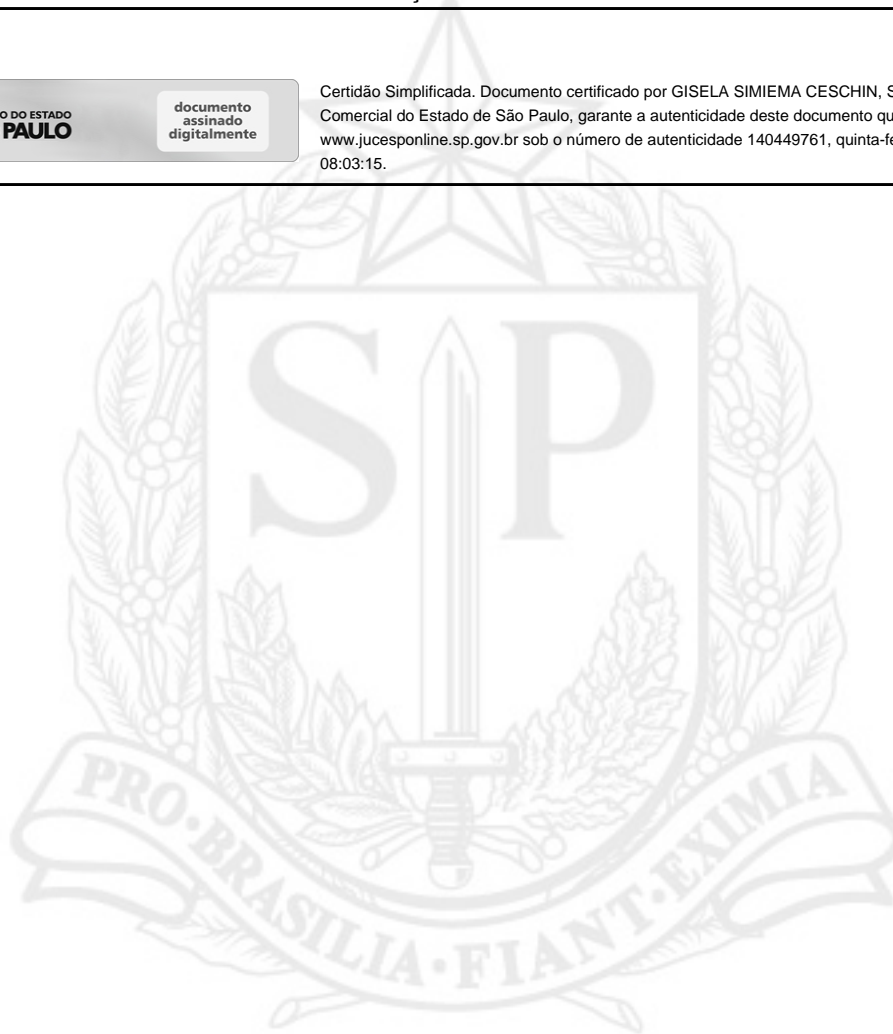 O DO ESTADO
PAULO
documento
assinado
digitalmente
Certidão Simplificada. Documento certificado por GISELA SIMIEMA CESCHIN, S
Comercial do Estado de São Paulo, garante a autenticidade deste documento qu
www.jucesponline.sp.gov.br sob o número de autenticidade 140449761, quinta-fe
08:03:15.
S P
PRO·BRASILIA·FIANT·EXIMIA